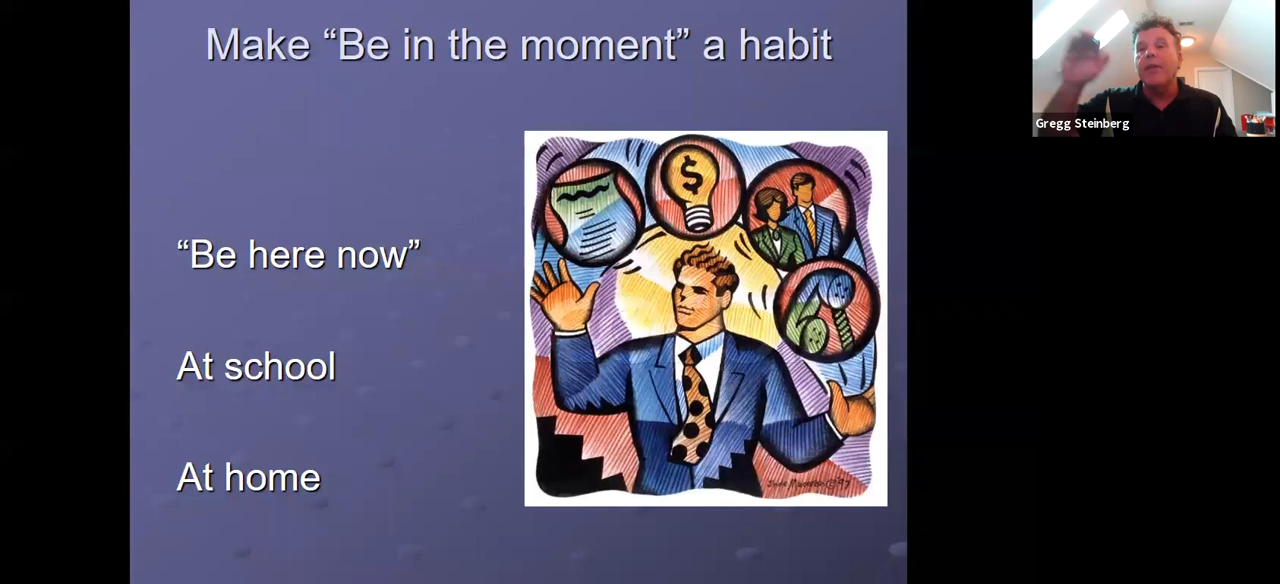 Make “Be in the moment” a habit
“Be here now”
At school
At home
$
Gregg Steinberg